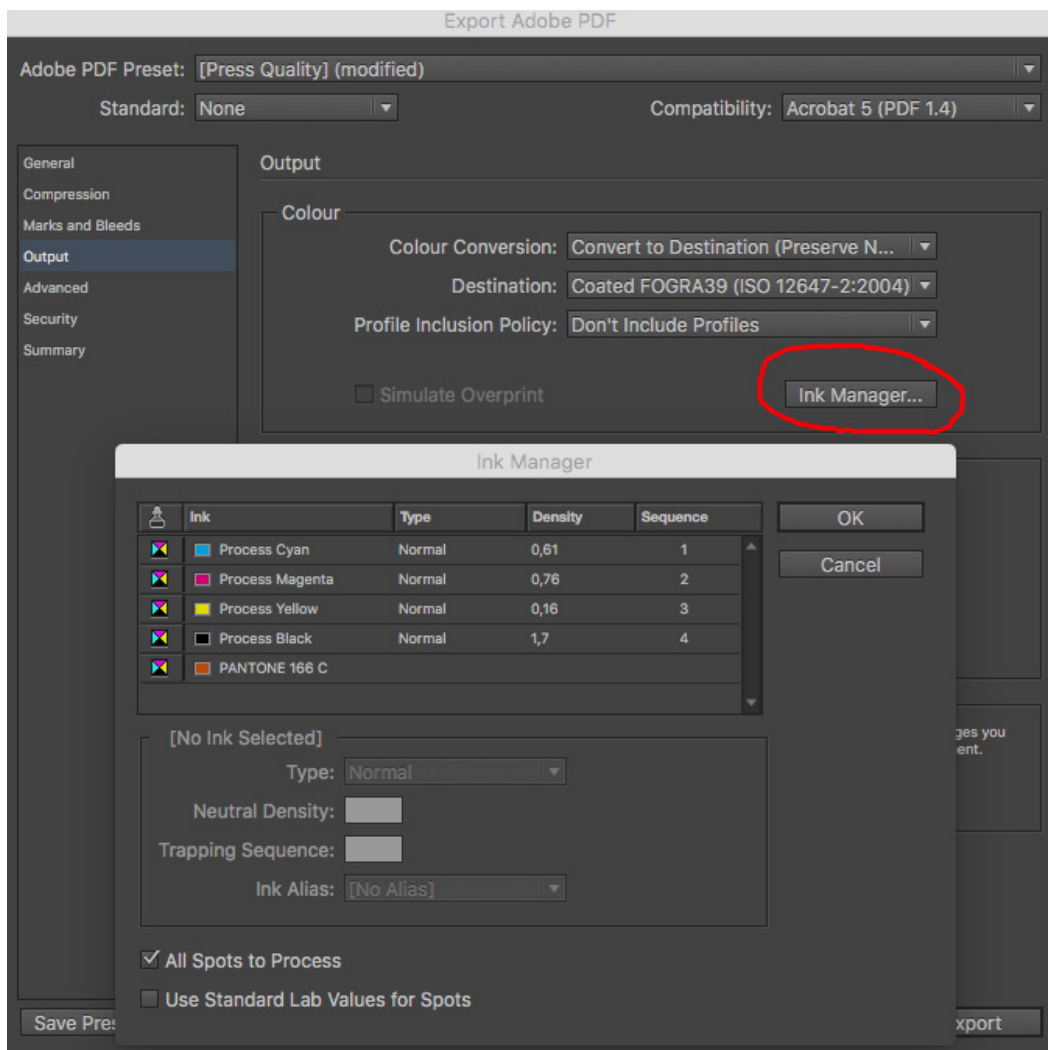 Export Adobe PDF
Adobe PDF Preset: [Press Quality] (modified)
Standard: None Compatibility: Acrobat 5 (PDF 1.4)
General
Compression
Marks and Bleeds
Output
Advanced
Security
Summary
Output
Colour
Colour Conversion: Convert to Destination (Preserve N...
Destination: Coated FOGRA39 (ISO 12647-2:2004)
Profile Inclusion Policy: Don't Include Profiles
Simulate Overprint Ink Manager...
Ink Manager
Ink Type Density Sequence
Process Cyan Normal 0,61 1
Process Magenta Normal 0,76 2
Process Yellow Normal 0,16 3
Process Black Normal 1,7 4
PANTONE 166 C
OK
Cancel
[No Ink Selected]
Type: Normal
Neutral Density:
Trapping Sequence:
Ink Alias: [No Alias]
All Spots to Process
Use Standard Lab Values for Spots
ges you
ent.
Save Pres
xport